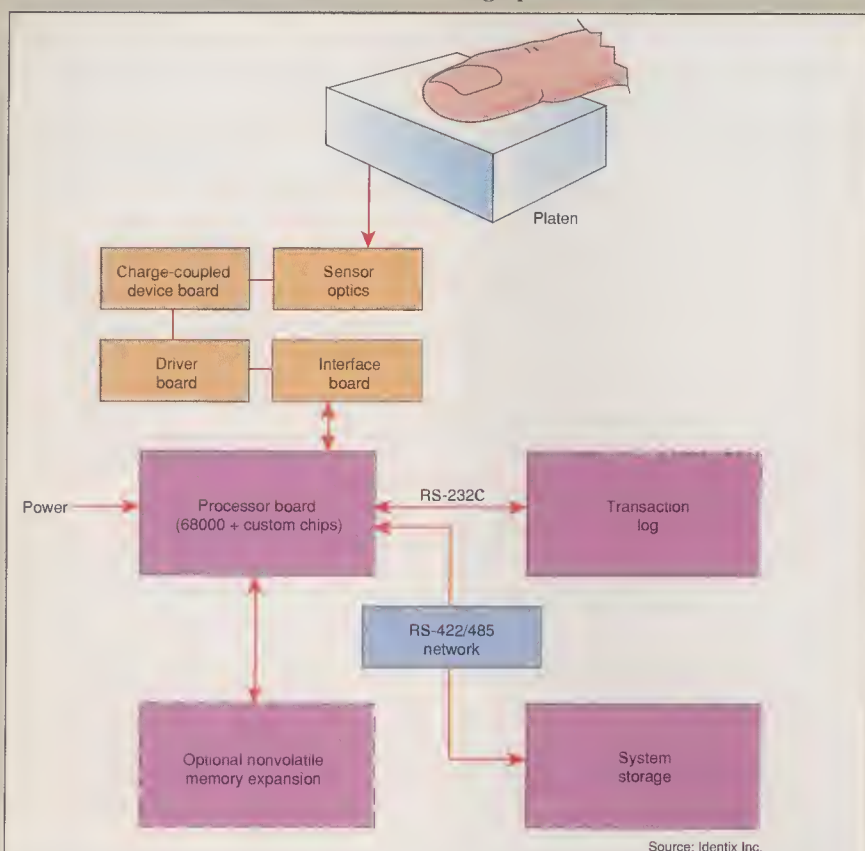 Platen
Charge-coupled
device board
Sensor
optics
Driver
board
Interface
board
Power
Processor board
(68000 + custom chips)
RS-232C
Transaction
log
RS-422/485
network
Optional nonvolatile
memory expansion
System
storage
Source: Identix Inc.